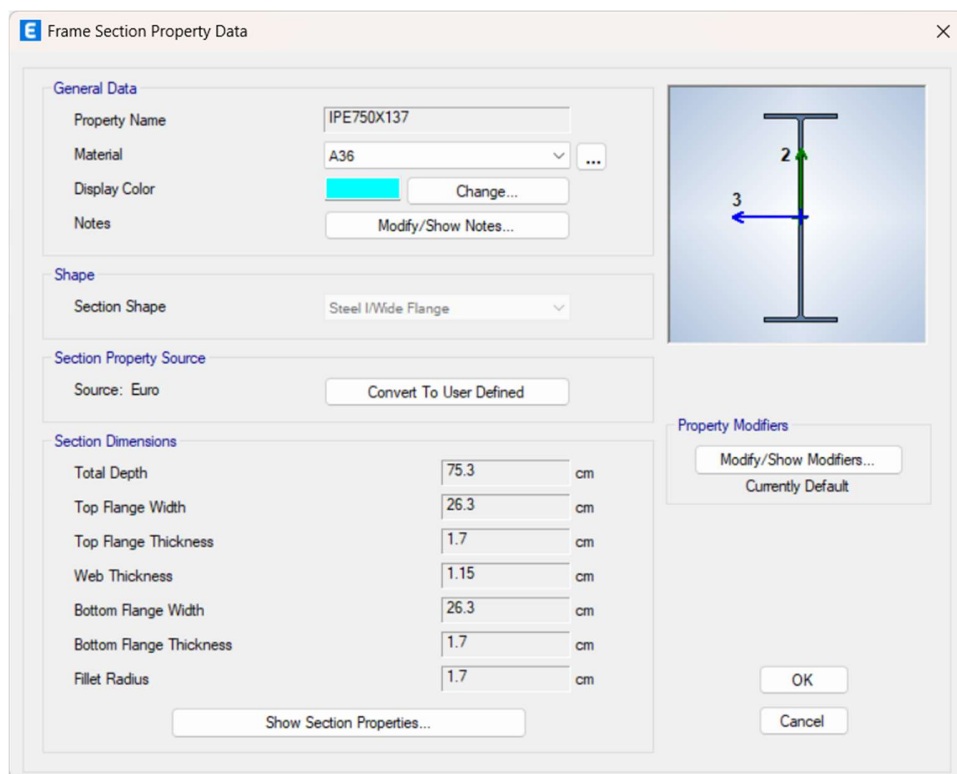 E Frame Section Property Data
General Data
Property Name IPE750X137
Material A36 ...
Display Color Change...
Notes Modify/Show Notes...
2
3
Shape
Section Shape Steel I/Wide Flange
Section Property Source
Source: Euro Convert To User Defined
Section Dimensions
Total Depth 75.3 cm
Top Flange Width 26.3 cm
Top Flange Thickness 1.7 cm
Web Thickness 1.15 cm
Bottom Flange Width 26.3 cm
Bottom Flange Thickness 1.7 cm
Fillet Radius 1.7 cm
Show Section Properties...
Property Modifiers
Modify/Show Modifiers...
Currently Default
OK
Cancel